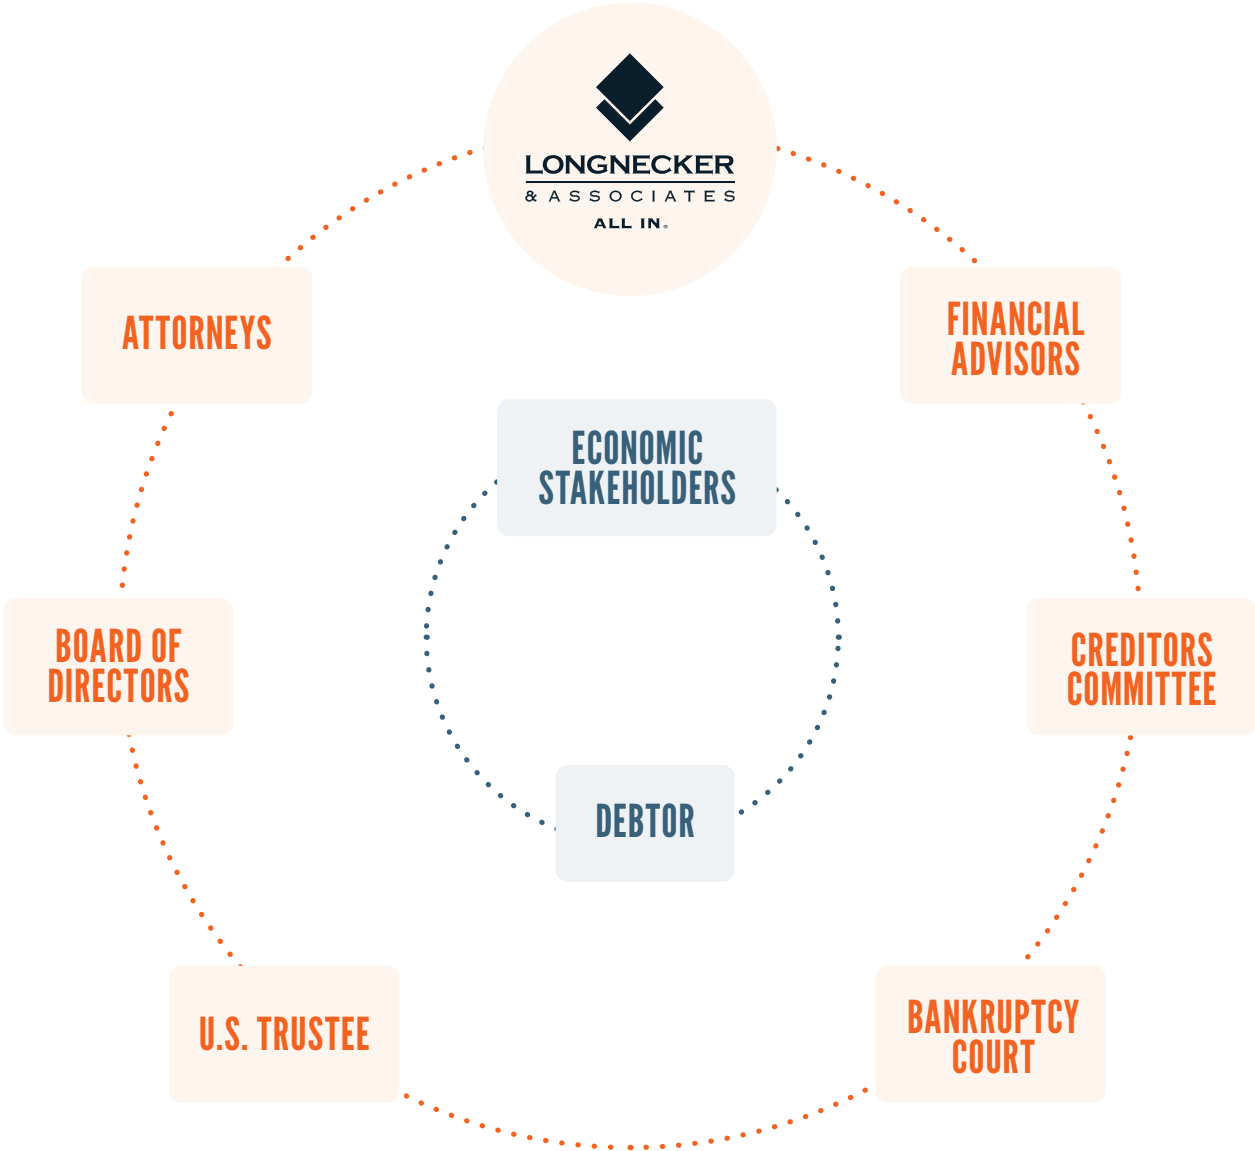 LONGNECKER
& ASSOCIATES
ALL IN®
ATTORNEYS
FINANCIAL
ADVISORS
ECONOMIC
STAKEHOLDERS
BOARD OF
DIRECTORS
CREDITORS
COMMITTEE
DEBTOR
U.S. TRUSTEE
BANKRUPTCY
COURT